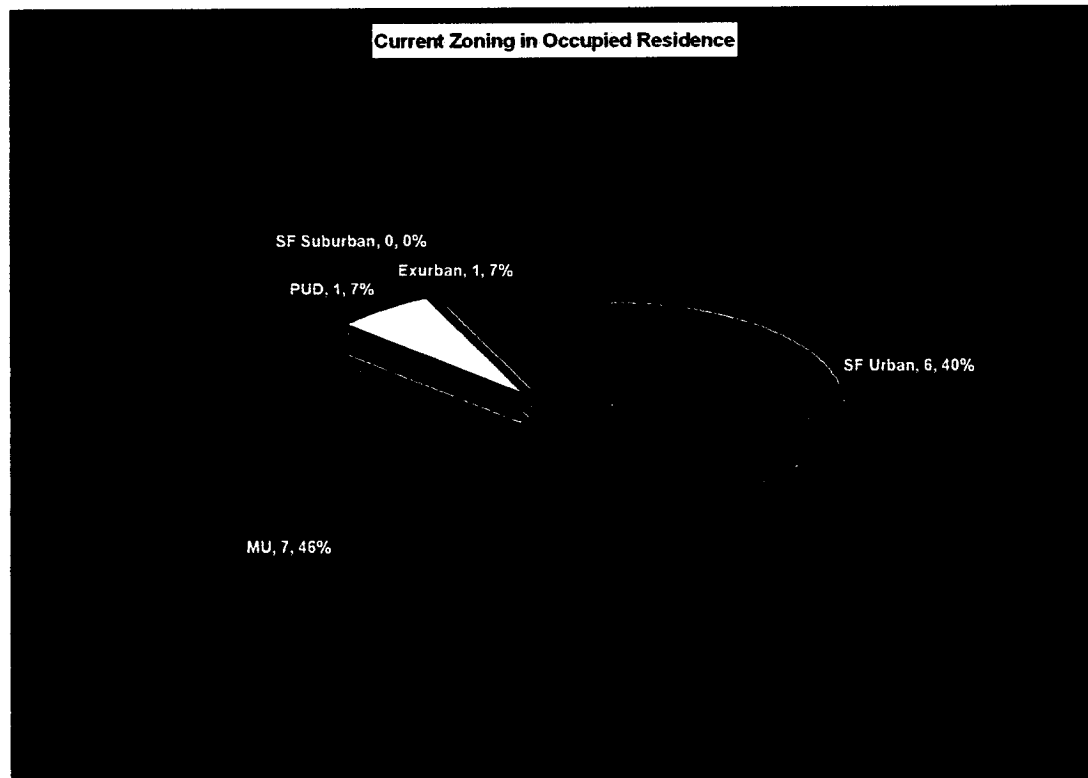 Current Zoning in Occupied Residence
SF Suburban, 0, 0%
Exurban, 1, 7%
PUD, 1, 7%
SF Urban, 6, 40%
MU, 7, 46%